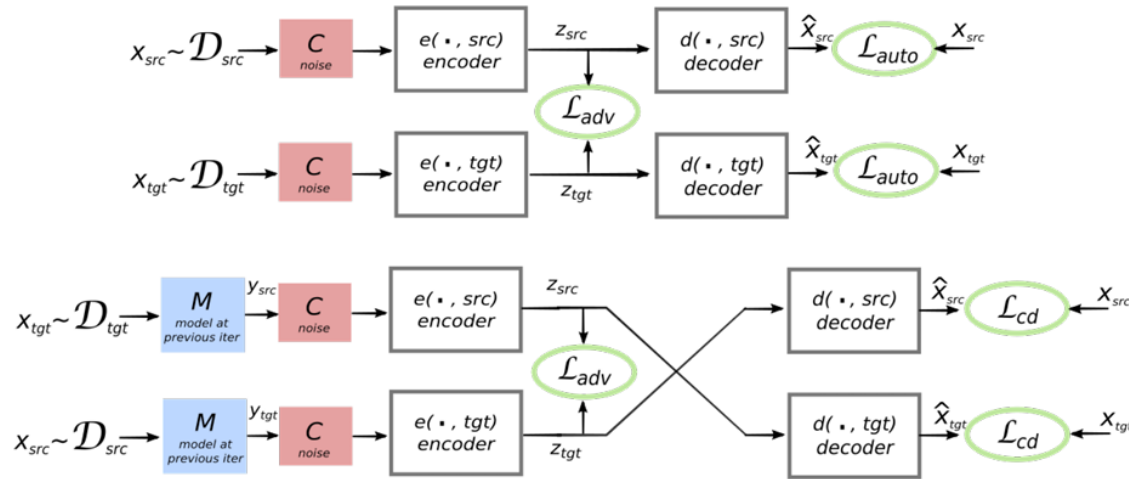 x_src ~ D_src
C
noise
e(·, src)
encoder
z_src
d(·, src)
decoder
x̂_src
L_auto
x_src
L_adv
x_tgt ~ D_tgt
C
noise
e(·, tgt)
encoder
z_tgt
d(·, tgt)
decoder
x̂_tgt
L_auto
x_tgt
x_tgt ~ D_tgt
M
model at
previous iter
y_src
C
noise
e(·, src)
encoder
z_src
d(·, src)
decoder
x̂_src
L_cd
x_src
L_adv
x_src ~ D_src
M
model at
previous iter
y_tgt
C
noise
e(·, tgt)
encoder
z_tgt
d(·, tgt)
decoder
x̂_tgt
L_cd
x_tgt